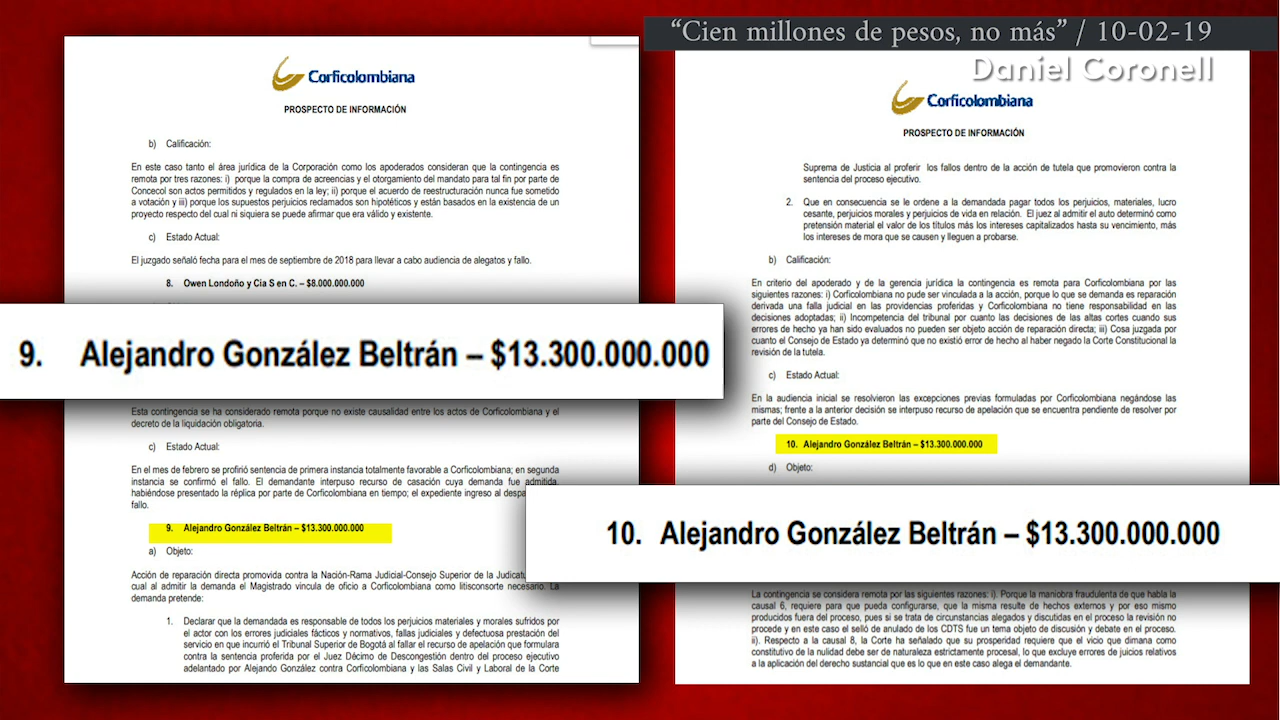 “Cien millones de pesos, no más” / 10-02-19
Daniel Coronell
Corficolombiana
PROSPECTO DE INFORMACIÓN
b) Calificación:
En este caso tanto el área jurídica de la Corporación como los apoderados consideran que la contingencia es
remota por tres razones: i) porque la compra de acreencias y el otorgamiento del mandato para tal fin por parte de
Concecol son actos permitidos y regulados en la ley; ii) porque el acuerdo de reestructuración nunca fue sometido
a votación y iii) porque los supuestos perjuicios reclamados son hipotéticos y están basados en la existencia de un
proyecto respecto del cual ni siquiera se puede afirmar que era válido y existente.
c) Estado Actual:
El juzgado señaló fecha para el mes de septiembre de 2018 para llevar a cabo audiencia de alegatos y fallo.
8. Owen Londoño y Cia S en C. – $8.000.000.000
9. Alejandro González Beltrán – $13.300.000.000
Esta contingencia se ha considerado remota porque no existe causalidad entre los actos de Corficolombiana y el
decreto de la liquidación obligatoria.
c) Estado Actual:
En el mes de febrero se profirió sentencia de primera instancia totalmente favorable a Corficolombiana; en segunda
instancia se confirmó el fallo. El demandante interpuso recurso de casación cuya demanda fue admitida,
habiéndose presentado la réplica por parte de Corficolombiana en tiempo; el expediente ingreso al
fallo.
9. Alejandro González Beltrán – $13.300.000.000
a) Objeto:
Acción de reparación directa promovida contra la Nación-Rama Judicial-Consejo Superior de la
cual al admitir la demanda el Magistrado vincula de oficio a Corficolombiana como litisconsorte necesario. La
demanda pretende:
1. Declarar que la demandada es responsable de todos los perjuicios materiales y morales sufridos por
el actor con los errores judiciales fácticos y normativos, fallas judiciales y defectuosa prestación del
servicio en que incurrió el Tribunal Superior de Bogotá al fallar el recurso de apelación que formulara
contra la sentencia proferida por el Juez Décimo de Descongestión dentro del proceso ejecutivo
adelantado por Alejandro González contra Corficolombiana y las Salas Civil y Laboral de la Corte
Corficolombiana
PROSPECTO DE INFORMACIÓN
Suprema de Justicia al proferir los fallos dentro de la acción de tutela que promovieron contra la
sentencia del proceso ejecutivo.
2. Que en consecuencia se le ordene a la demandada pagar todos los perjuicios, materiales, lucro
cesante, perjuicios morales y perjuicios de vida en relación. El juez al admitir el auto determinó como
pretensión material el valor de los títulos más los intereses capitalizados hasta su vencimiento, más
los intereses de mora que se causen y lleguen a probarse.
b) Calificación:
En criterio del apoderado y de la gerencia jurídica la contingencia es remota para Corficolombiana por las
siguientes razones: i) Corficolombiana no pude ser vinculada a la acción, porque lo que se demanda es reparación
derivada una falla judicial en las providencias proferidas y Corficolombiana no tiene responsabilidad en las
decisiones adoptadas; ii) Incompetencia del tribunal por cuanto las decisiones de las altas cortes cuando sus
errores de hecho ya han sido evaluados no pueden ser objeto acción de reparación directa; iii) Cosa juzgada por
cuanto el Consejo de Estado ya determinó que no existió error de hecho al haber negado la Corte Constitucional la
revisión de la tutela.
c) Estado Actual:
En la audiencia inicial se resolvieron las excepciones previas formuladas por Corficolombiana negándose las
mismas; frente a la anterior decisión se interpuso recurso de apelación que se encuentra pendiente de resolver por
parte del Consejo de Estado.
10. Alejandro González Beltrán – $13.300.000.000
d) Objeto:
10. Alejandro González Beltrán – $13.300.000.000
La contingencia se considera remota por las siguientes razones: i). Porque la maniobra fraudulenta de que habla la
causal 6, requiere para que pueda configurarse, que la misma resulte de hechos externos y por eso mismo
producidos fuera del proceso, pues si se trata de circunstancias alegados y discutidas en el proceso la revisión no
procede y en este caso el selló de anulado de los CDTS fue un tema objeto de discusión y debate en el proceso.
ii). Respecto a la causal 8, la Corte ha señalado que su prosperidad requiere que el vicio que dimana como
constitutivo de la nulidad debe ser de naturaleza estrictamente procesal, lo que excluye errores de juicios relativos
a la aplicación del derecho sustancial que es lo que en este caso alega el demandante.